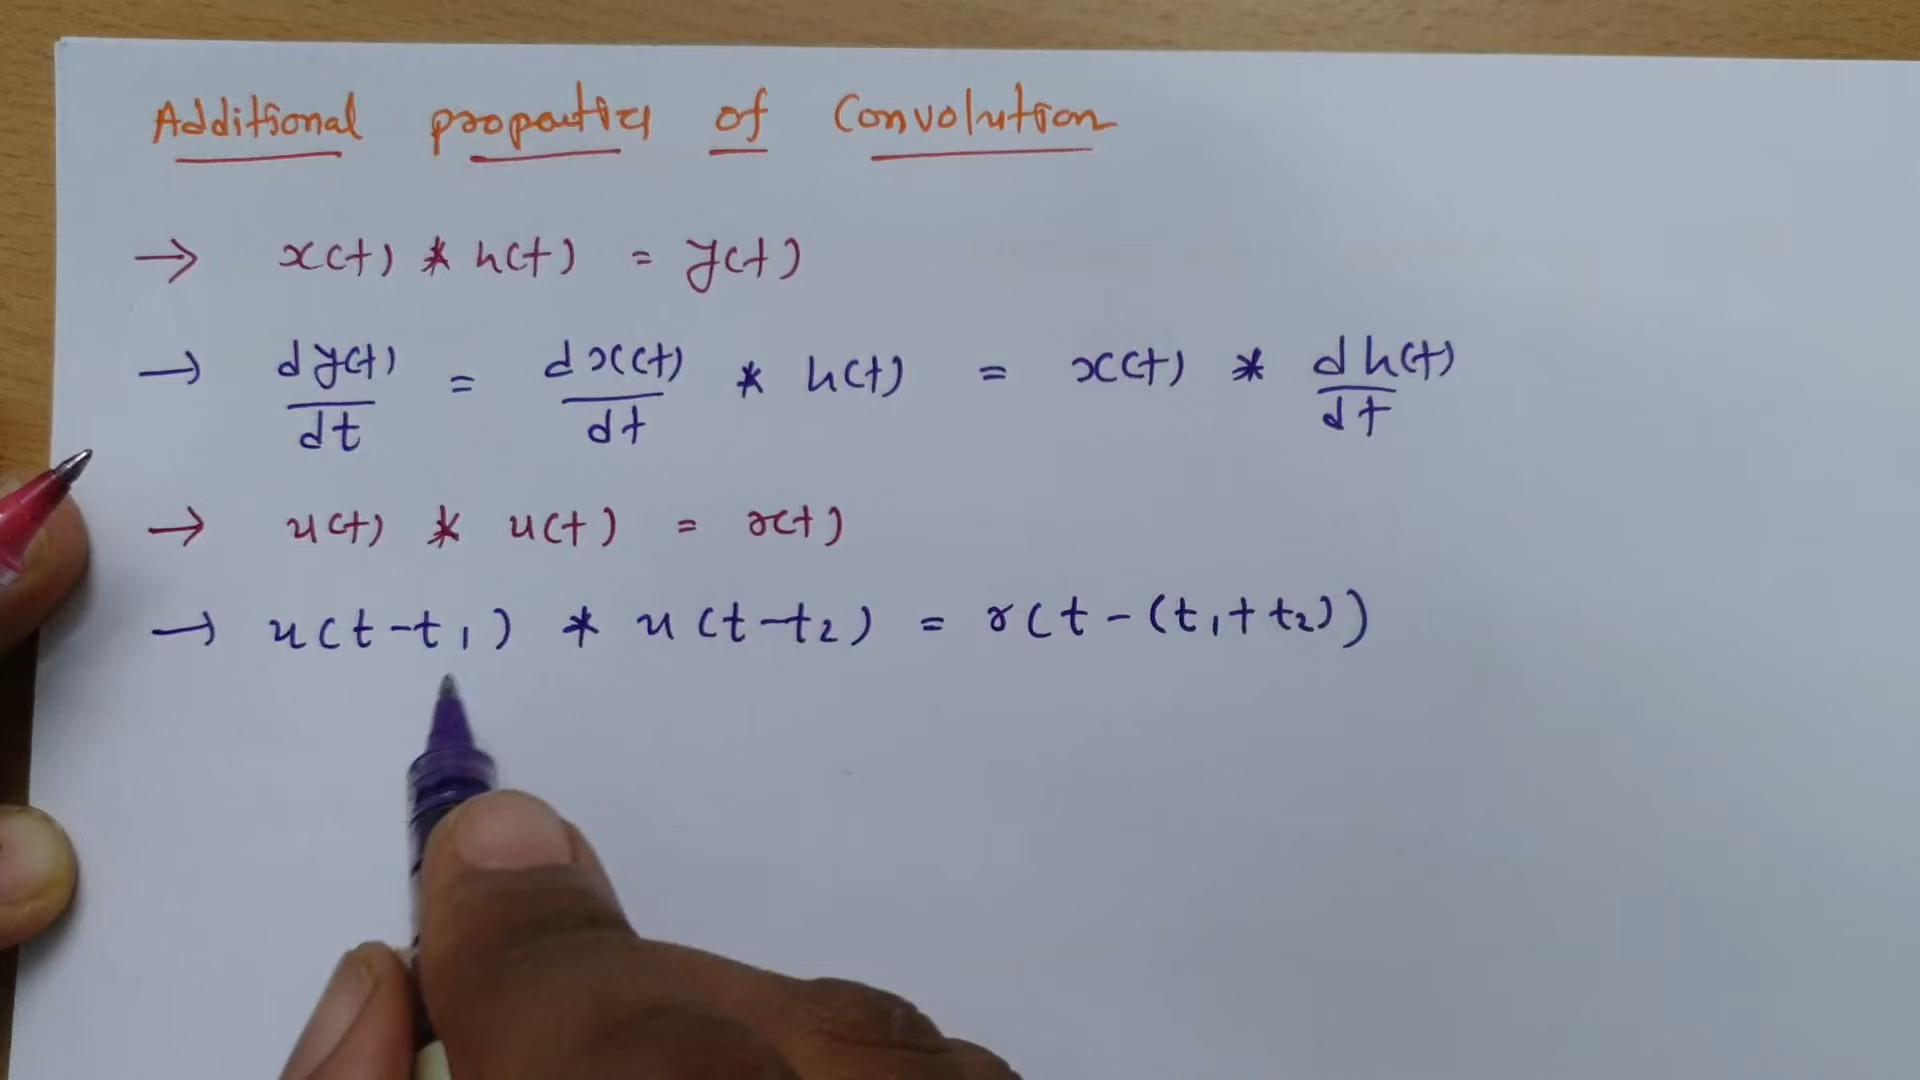 Additional properties of Convolution
→ x(t) * h(t) = y(t)
→ dy(t)/dt = dx(t)/dt * h(t) = x(t) * dh(t)/dt
→ u(t) * u(t) = r(t)
→ u(t-t₁) * u(t-t₂) = r(t-(t₁+t₂))